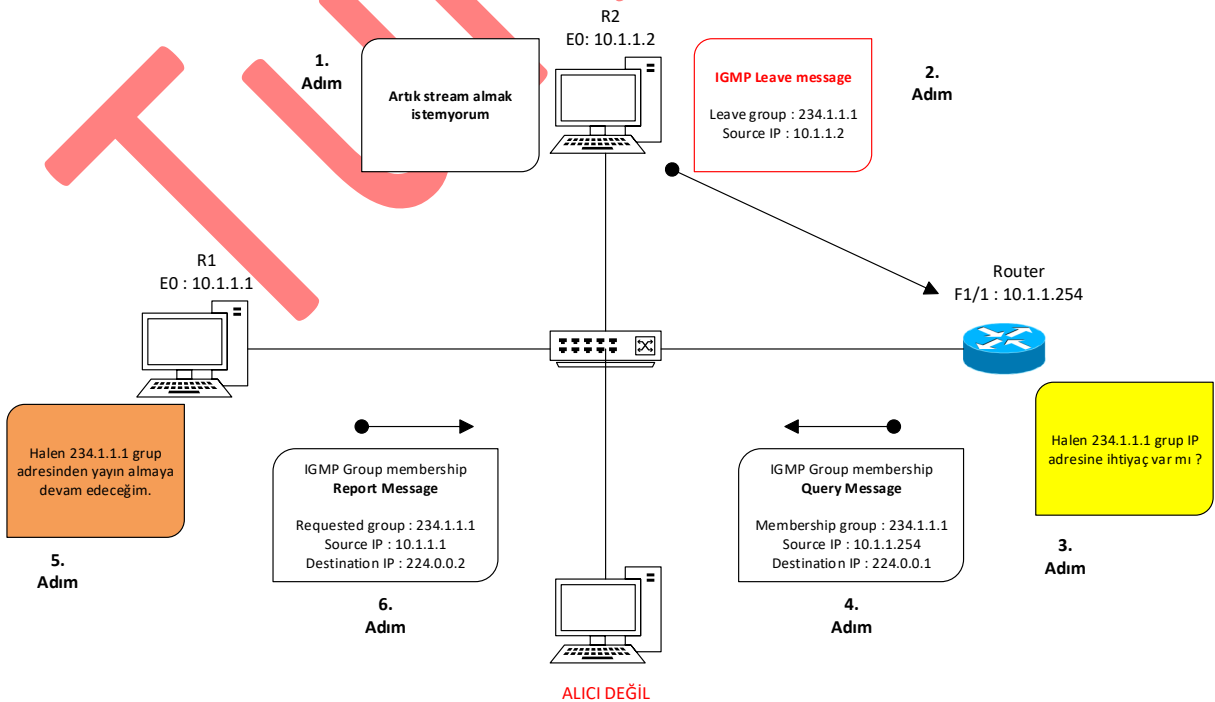 R2
E0: 10.1.1.2
1.
Adım
Artık stream almak
istemyorum
IGMP Leave message
Leave group : 234.1.1.1
Source IP : 10.1.1.2
2.
Adım
R1
E0 : 10.1.1.1
Router
F1/1 : 10.1.1.254
Halen 234.1.1.1 grup
adresinden yayın almaya
devam edeceğim.
5.
Adım
IGMP Group membership
Report Message
Requested group : 234.1.1.1
Source IP : 10.1.1.1
Destination IP : 224.0.0.2
6.
Adım
IGMP Group membership
Query Message
Membership group : 234.1.1.1
Source IP : 10.1.1.254
Destination IP : 224.0.0.1
4.
Adım
Halen 234.1.1.1 grup IP
adresine ihtiyaç var mı ?
3.
Adım
ALICI DEĞİL